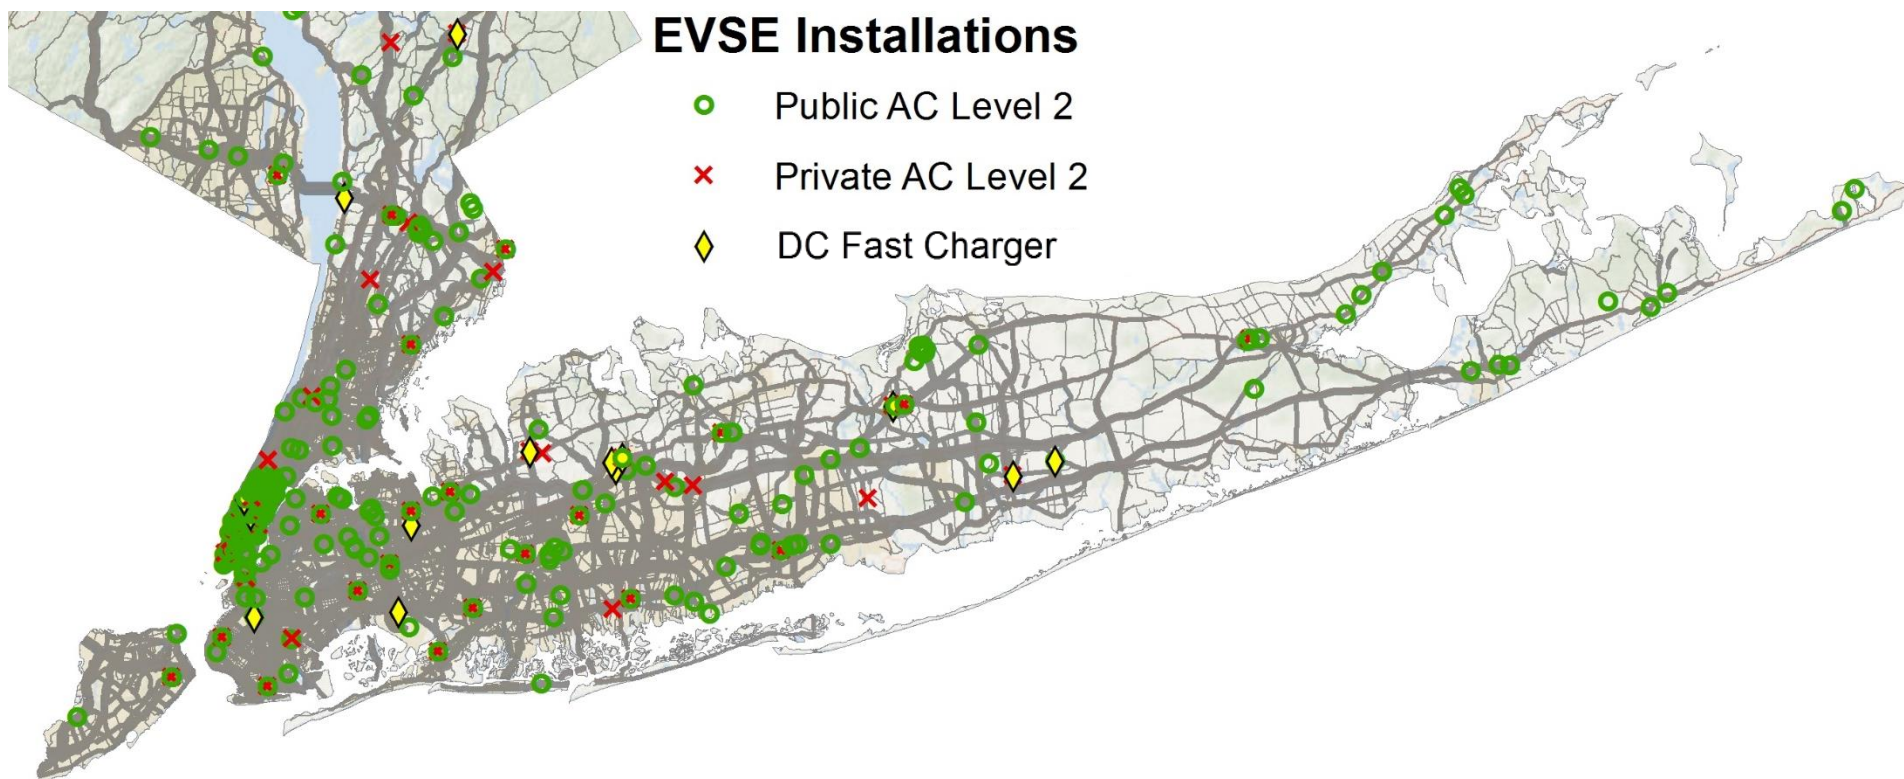 EVSE Installations
Public AC Level 2
Private AC Level 2
DC Fast Charger